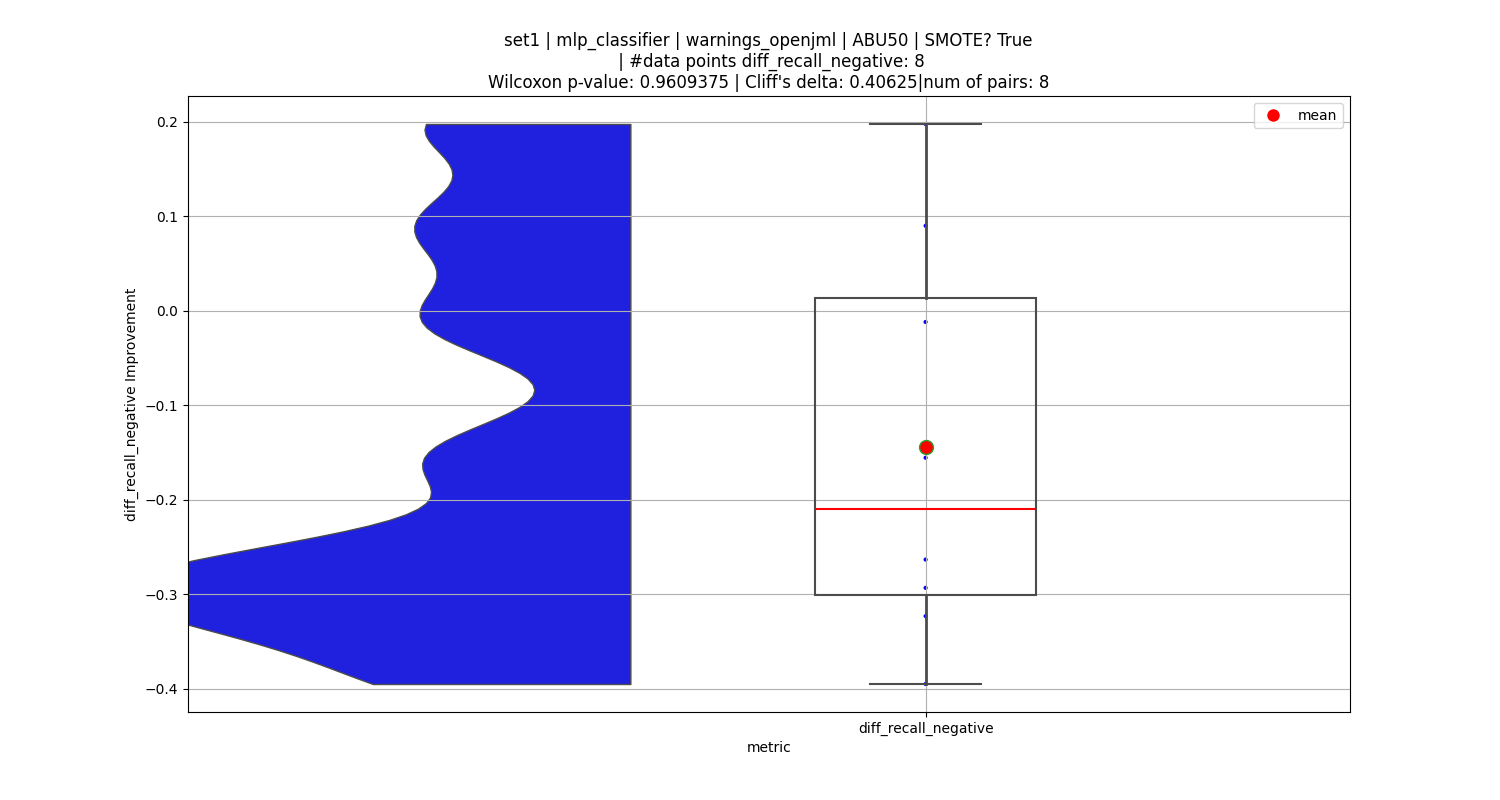 set1 | mlp_classifier | warnings_openjml | ABU50 | SMOTE? True
| #data points diff_recall_negative: 8
Wilcoxon p-value: 0.9609375 | Cliff's delta: 0.40625|num of pairs: 8
mean
0.2
0.1
0.0
−0.1
−0.2
−0.3
−0.4
diff_recall_negative Improvement
diff_recall_negative
metric